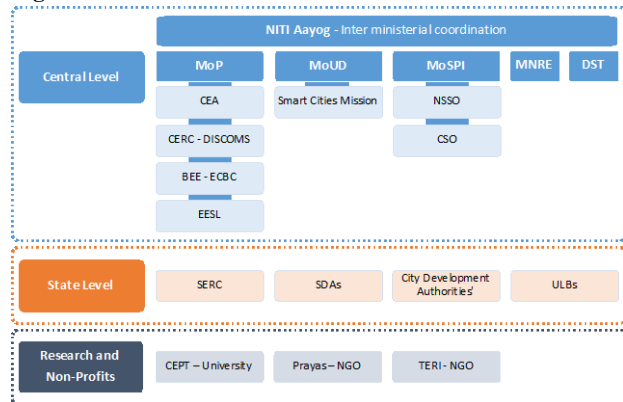 NITI Aayog - Inter ministerial coordination
Central Level
MoP
MoUD
MoSPI
MNRE
DST
CEA
Smart Cities Mission
NSSO
CERC - DISCOMS
CSO
BEE - ECBC
EESL
State Level
SERC
SDAs
City Development
Authorities'
ULBs
Research and
Non-Profits
CEPT – University
Prayas – NGO
TERI - NGO